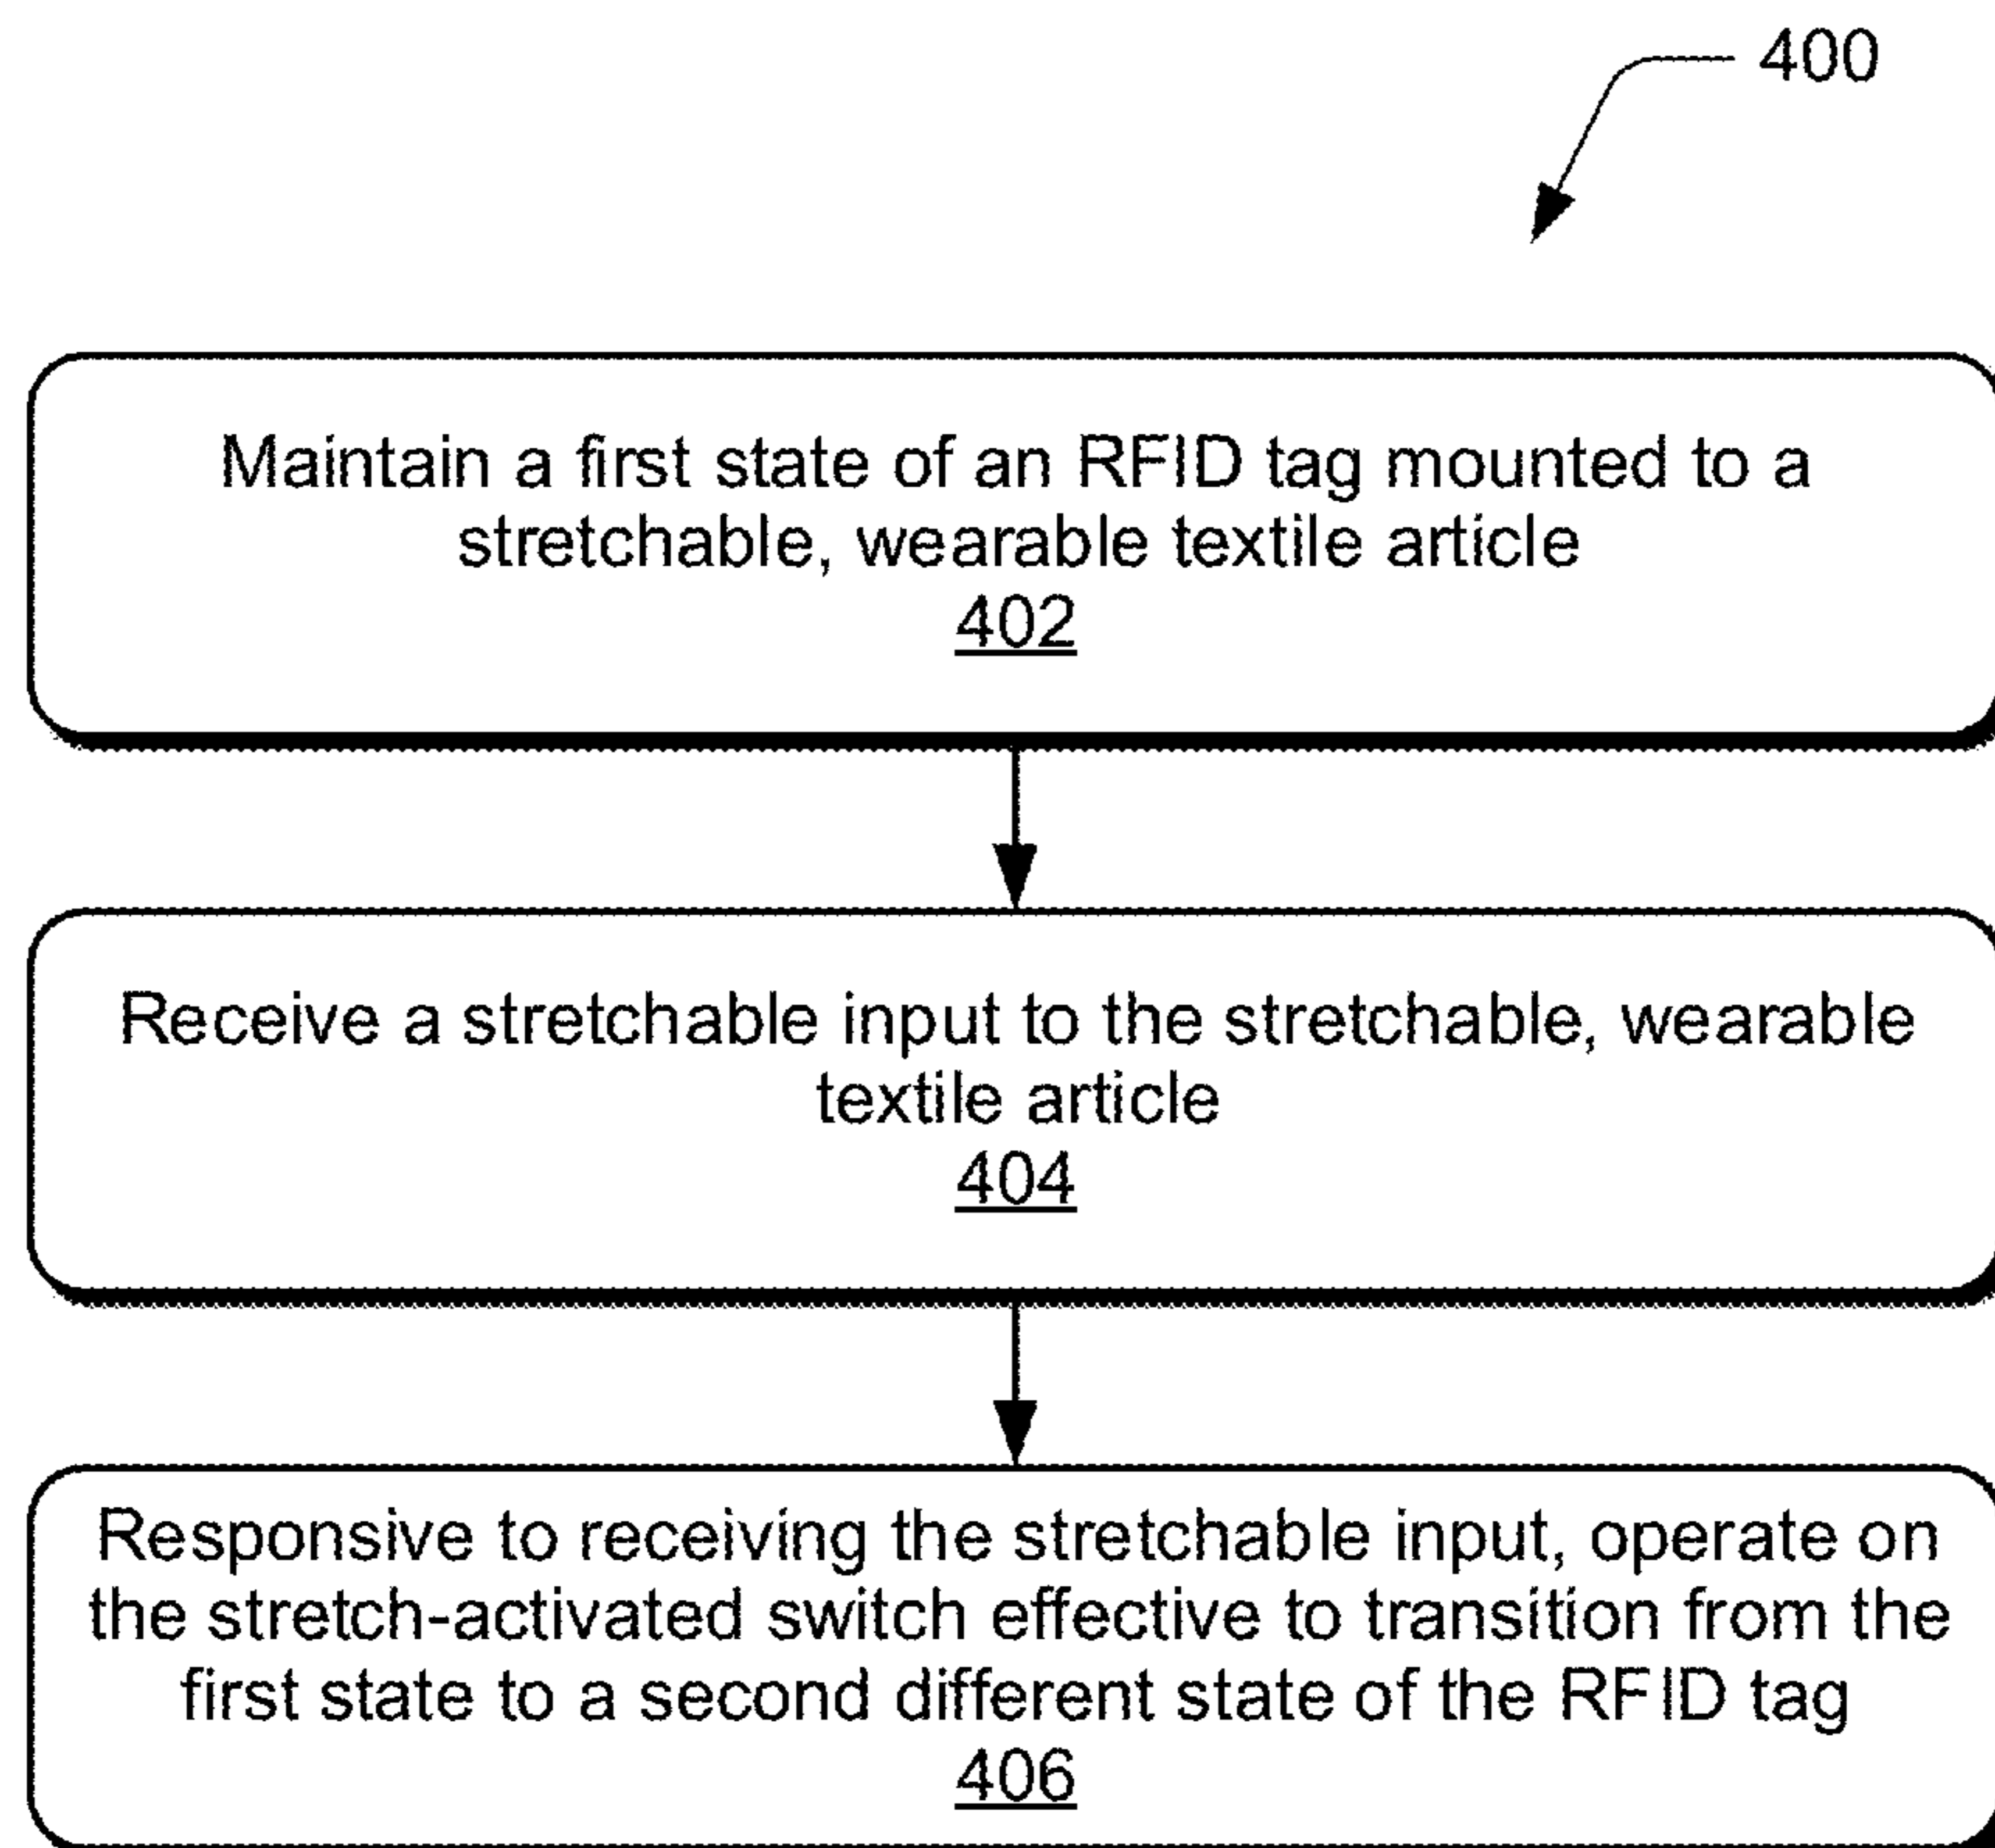 400
Maintain a first state of an RFID tag mounted to a
stretchable, wearable textile article
402
Receive a stretchable input to the stretchable, wearable
textile article
404
Responsive to receiving the stretchable input, operate on
the stretch-activated switch effective to transition from the
first state to a second different state of the RFID tag
406